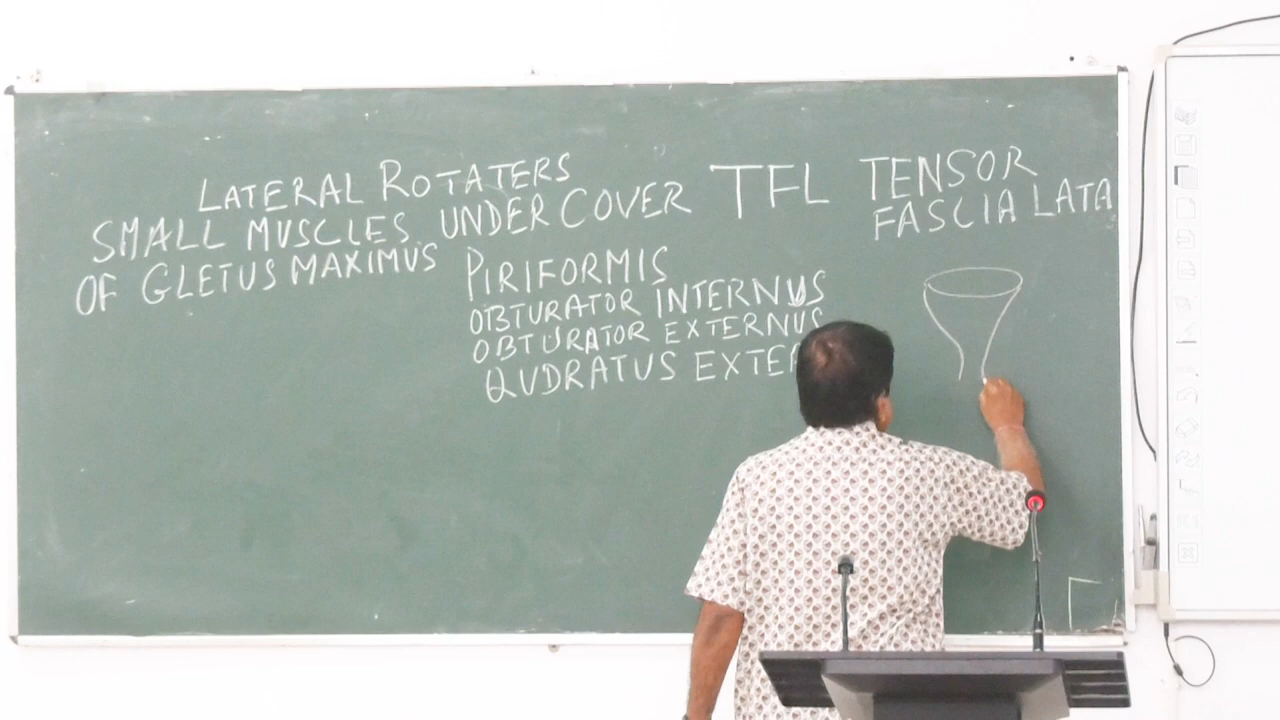 LATERAL ROTATERS
SMALL MUSCLES UNDER COVER
OF GLETUS MAXIMUS
PIRIFORMIS
OBTURATOR INTERNUS
OBTURATOR EXTERNUS
QUDRATUS EXTE
TFL TENSOR
FASCIA LATA